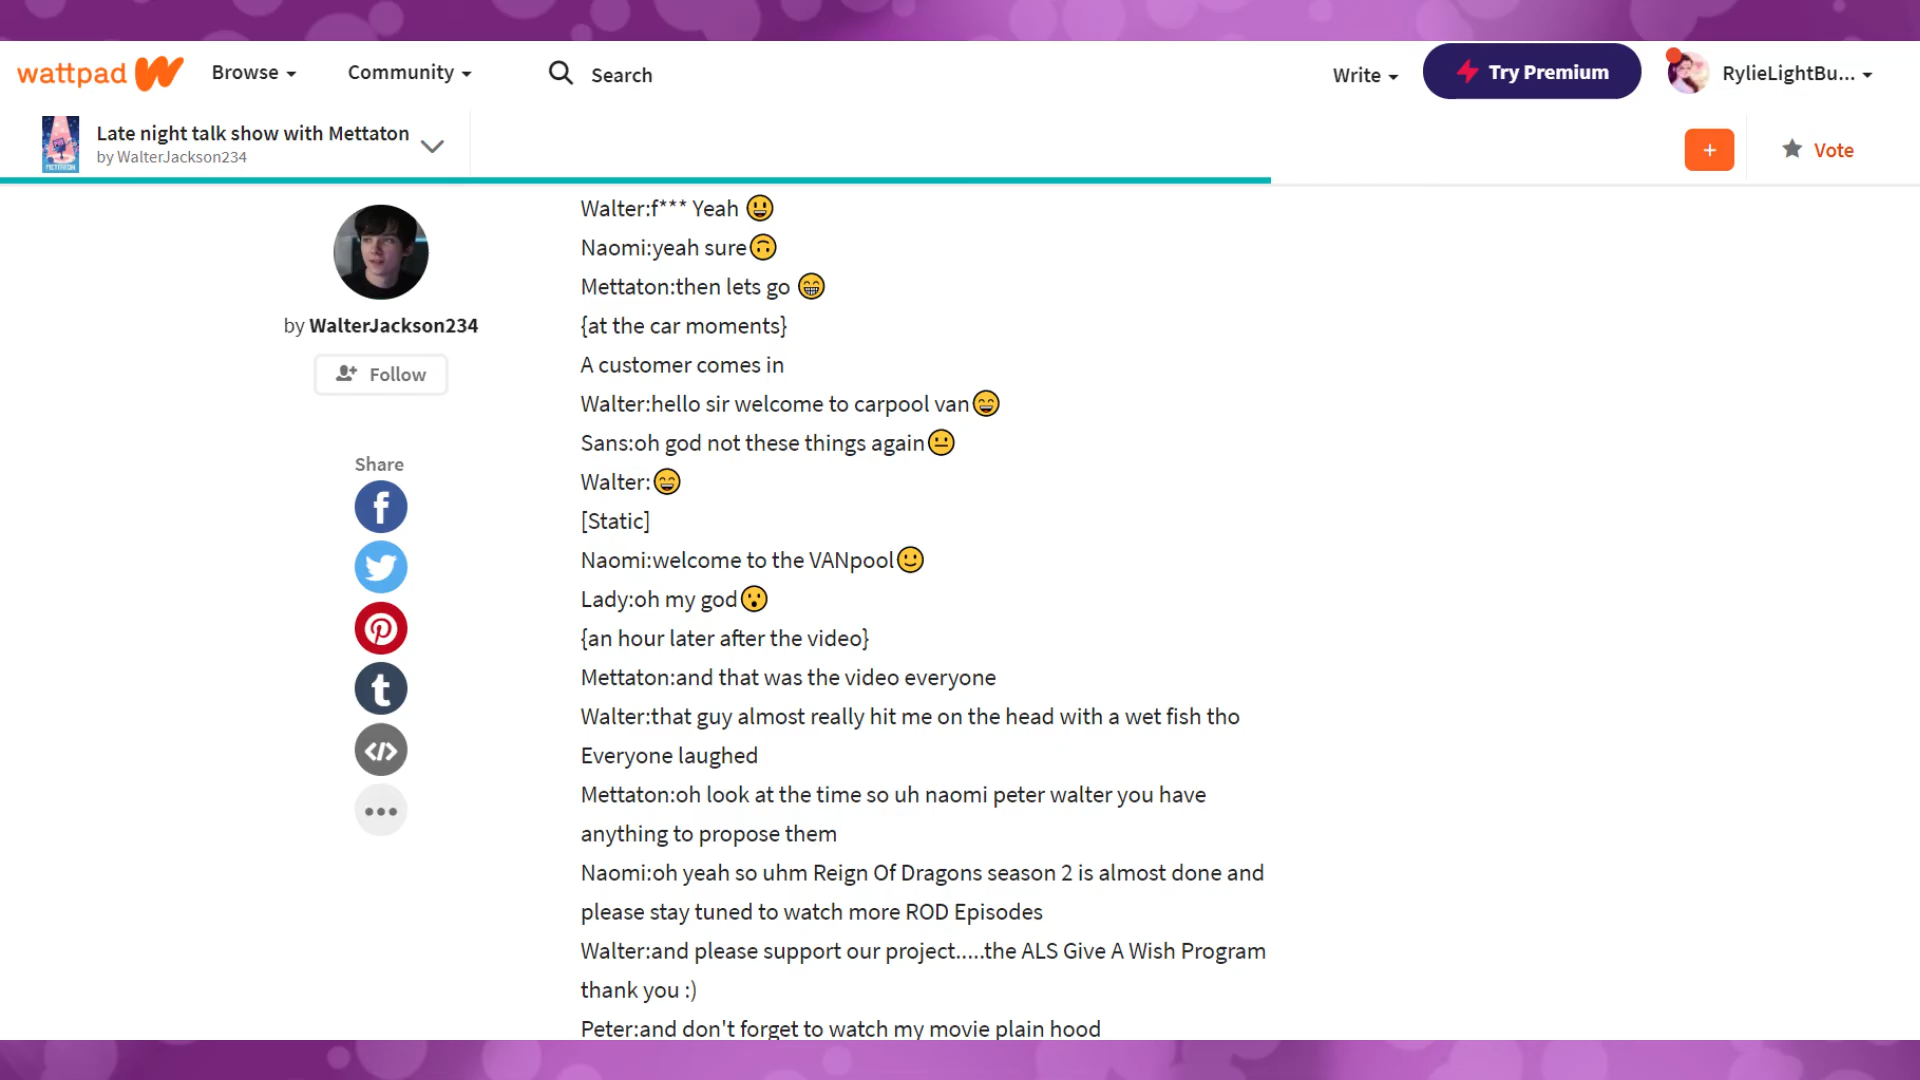 wattpad
Browse
Community
Search
Write
Try Premium
RylieLightBu...
Late night talk show with Mettaton
by WalterJackson234
METTATON
+
Vote
by WalterJackson234
Follow
Share
Walter:f*** Yeah 😃
Naomi:yeah sure🙃
Mettaton:then lets go 😁
{at the car moments}
A customer comes in
Walter:hello sir welcome to carpool van😄
Sans:oh god not these things again😐
Walter:😄
[Static]
Naomi:welcome to the VANpool🙂
Lady:oh my god😮
{an hour later after the video}
Mettaton:and that was the video everyone
Walter:that guy almost really hit me on the head with a wet fish tho
Everyone laughed
Mettaton:oh look at the time so uh naomi peter walter you have
anything to propose them
Naomi:oh yeah so uhm Reign Of Dragons season 2 is almost done and
please stay tuned to watch more ROD Episodes
Walter:and please support our project.....the ALS Give A Wish Program
thank you :)
Peter:and don't forget to watch my movie plain hood